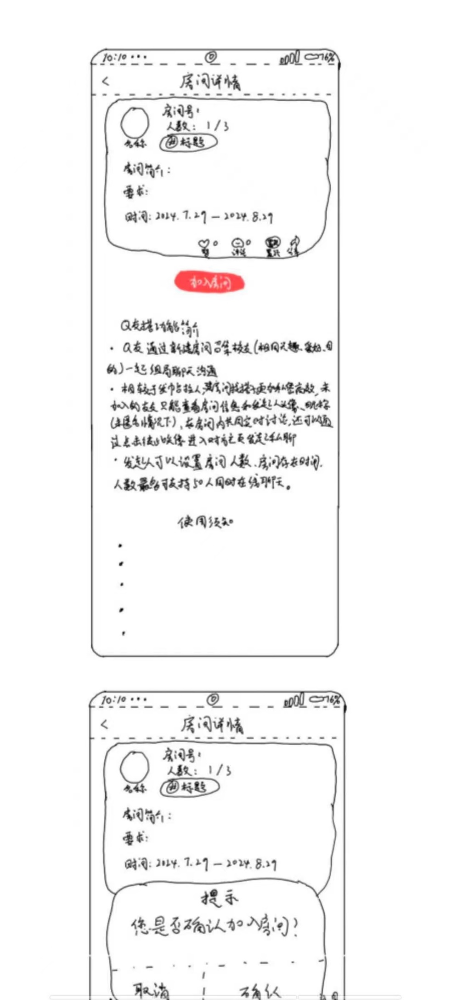 10:10 ··· 76%
< 房间详情
房间号:
人数: 1/3
名称 # 标题
房间简介:
要求:
时间: 2024.7.29 — 2024.8.29
0 0
赞 评论 置顶 分享
加入房间
Q友搭功能简介
· Q友通过新建房间召集校友(相同兴趣、爱好、目
的)一起组局聊天沟通
· 相较于发帖占拉人,建房间找搭子更加私密高效,未
加入的友友只能查看房间信息和发起人头像、昵称
(未匿名情况下),在房间内共同实时讨论,还可以通
过点击彼此头像进入对方主页发起私聊
· 发起人可以设置房间人数、房间存在时间.
人数最多可支持50人同时在线聊天。
使用须知
·
·
·
·
·
10:10 ··· 76%
< 房间详情
房间号:
人数: 1/3
名称 # 标题
房间简介:
要求:
时间: 2024.7.29 — 2024.8.29
提示
您是否确认加入房间?
取消 确认